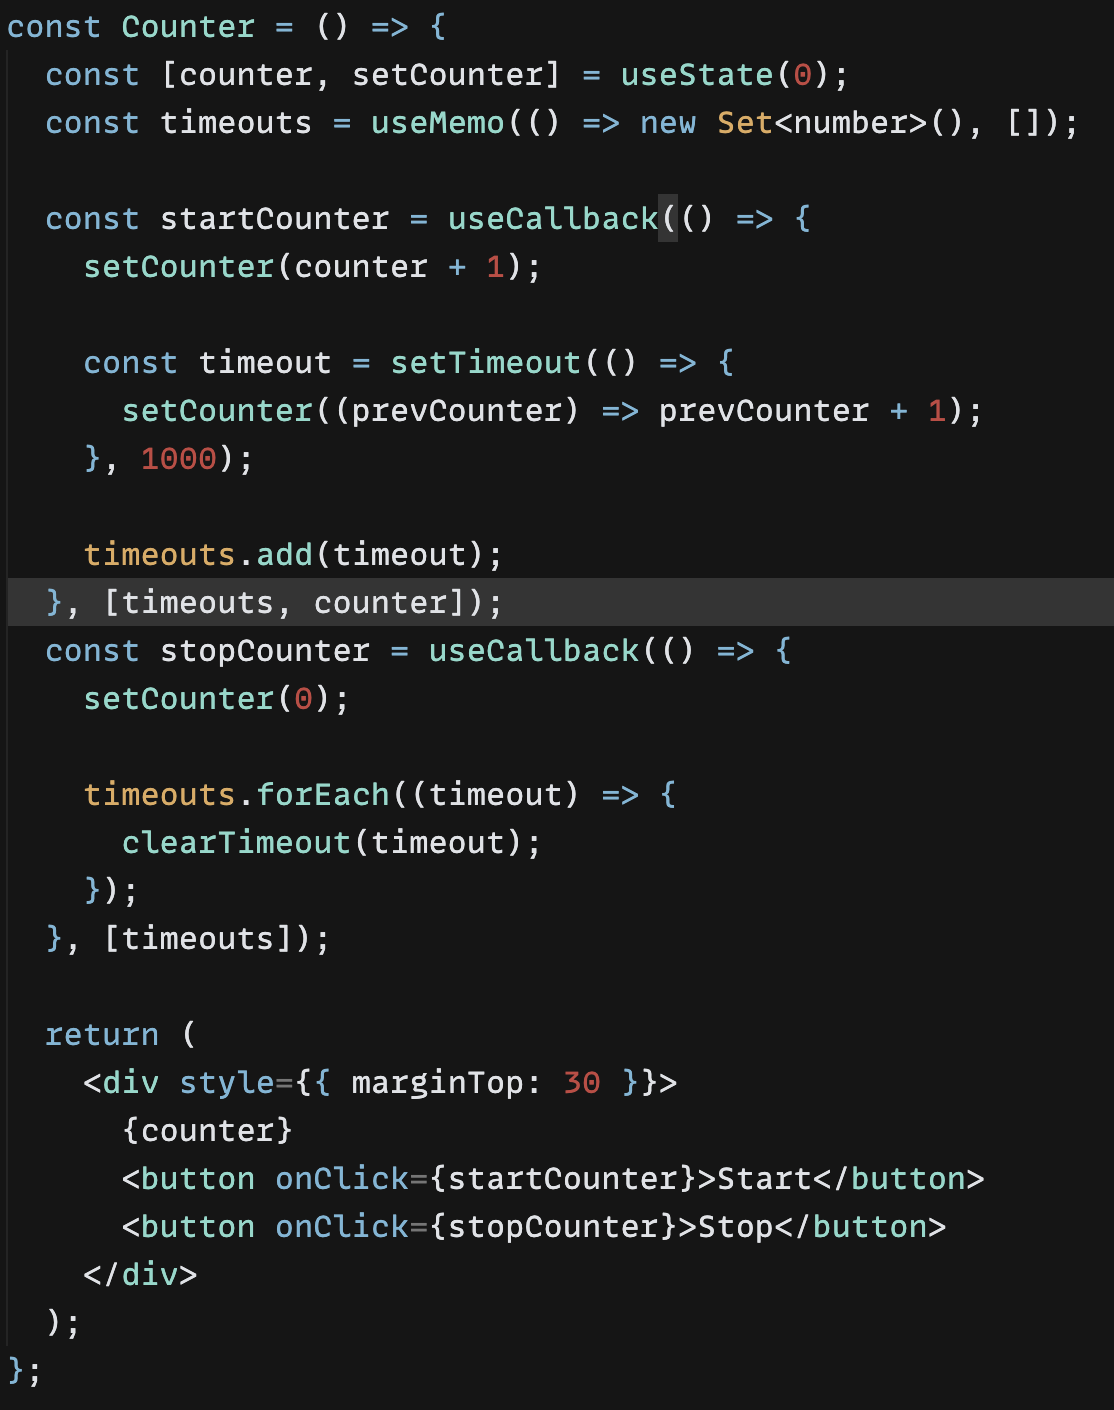 const Counter = () => {
  const [counter, setCounter] = useState(0);
  const timeouts = useMemo(() => new Set<number>(), []);

  const startCounter = useCallback(() => {
    setCounter(counter + 1);

    const timeout = setTimeout(() => {
      setCounter((prevCounter) => prevCounter + 1);
    }, 1000);

    timeouts.add(timeout);
  }, [timeouts, counter]);
  const stopCounter = useCallback(() => {
    setCounter(0);

    timeouts.forEach((timeout) => {
      clearTimeout(timeout);
    });
  }, [timeouts]);

  return (
    <div style={{ marginTop: 30 }}>
      {counter}
      <button onClick={startCounter}>Start</button>
      <button onClick={stopCounter}>Stop</button>
    </div>
  );
};